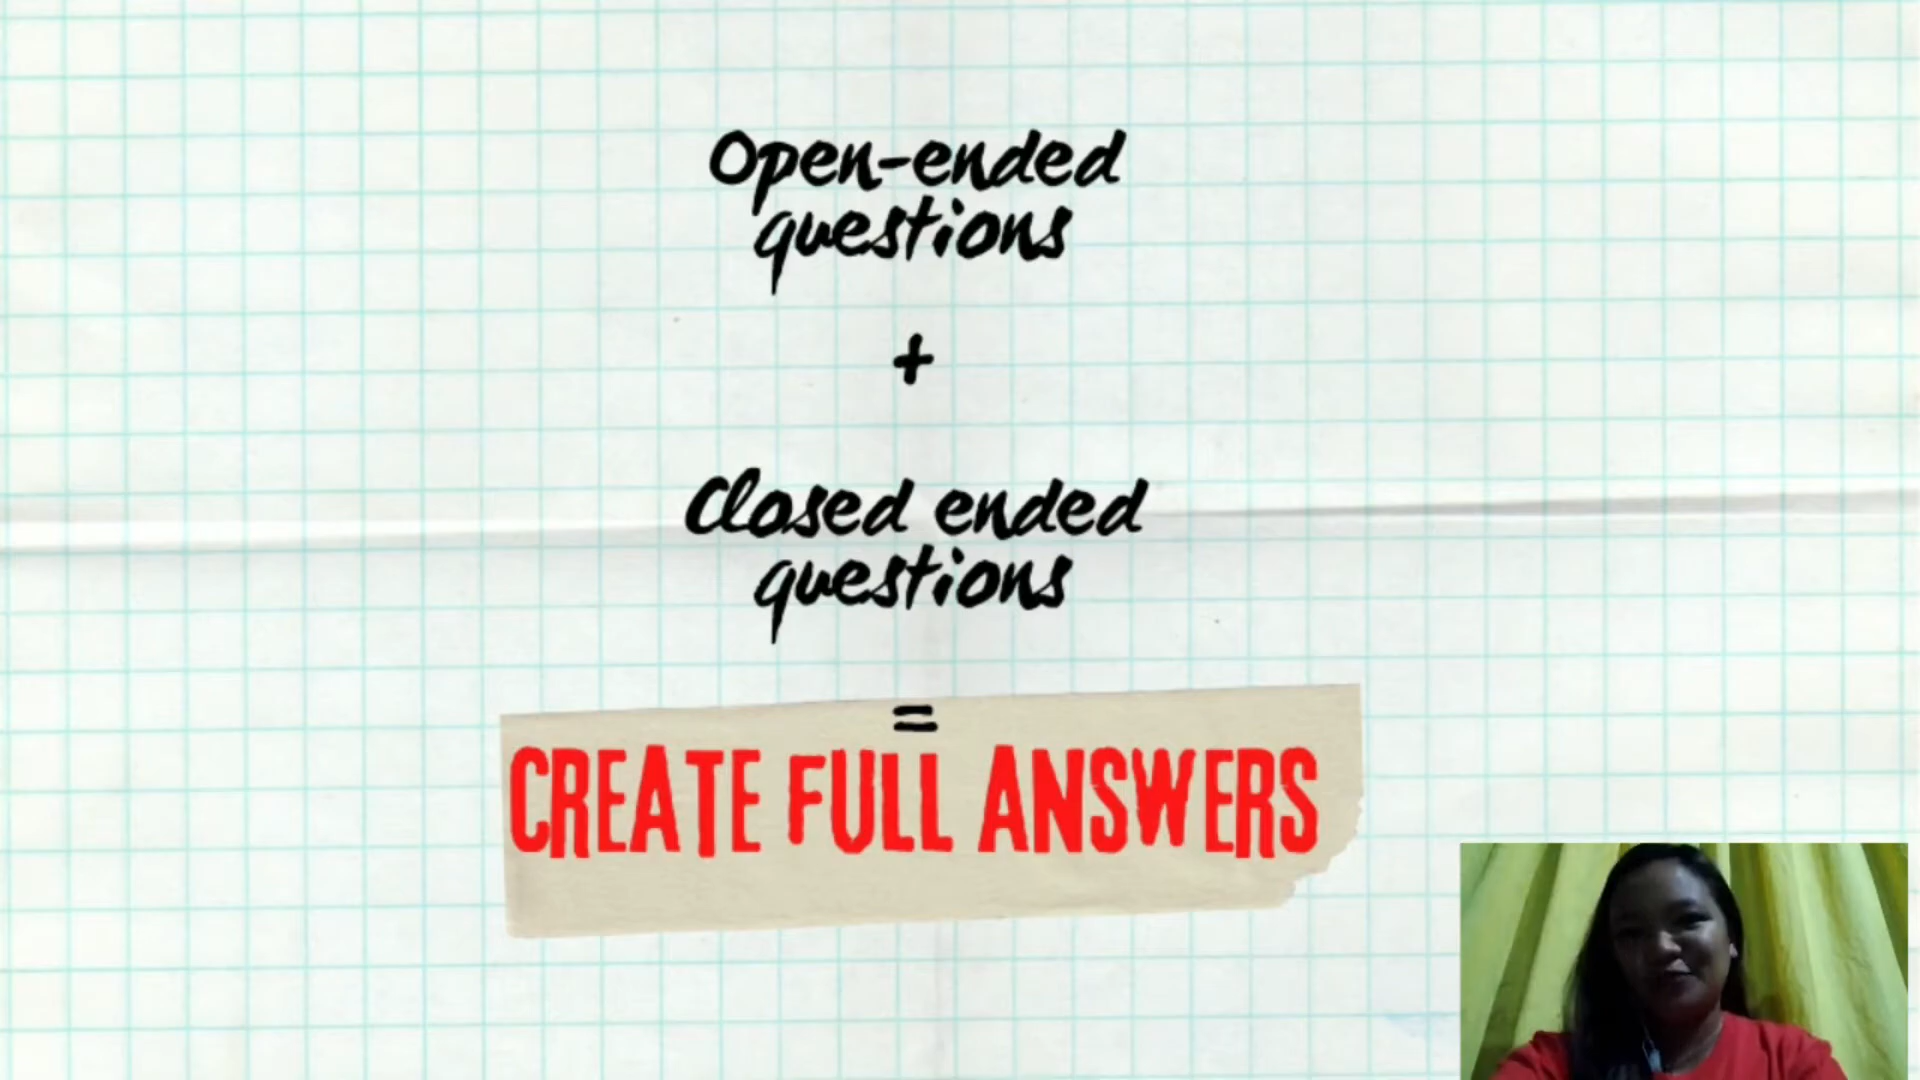 Open-ended
questions
+
Closed ended
questions
=
CREATE FULL ANSWERS